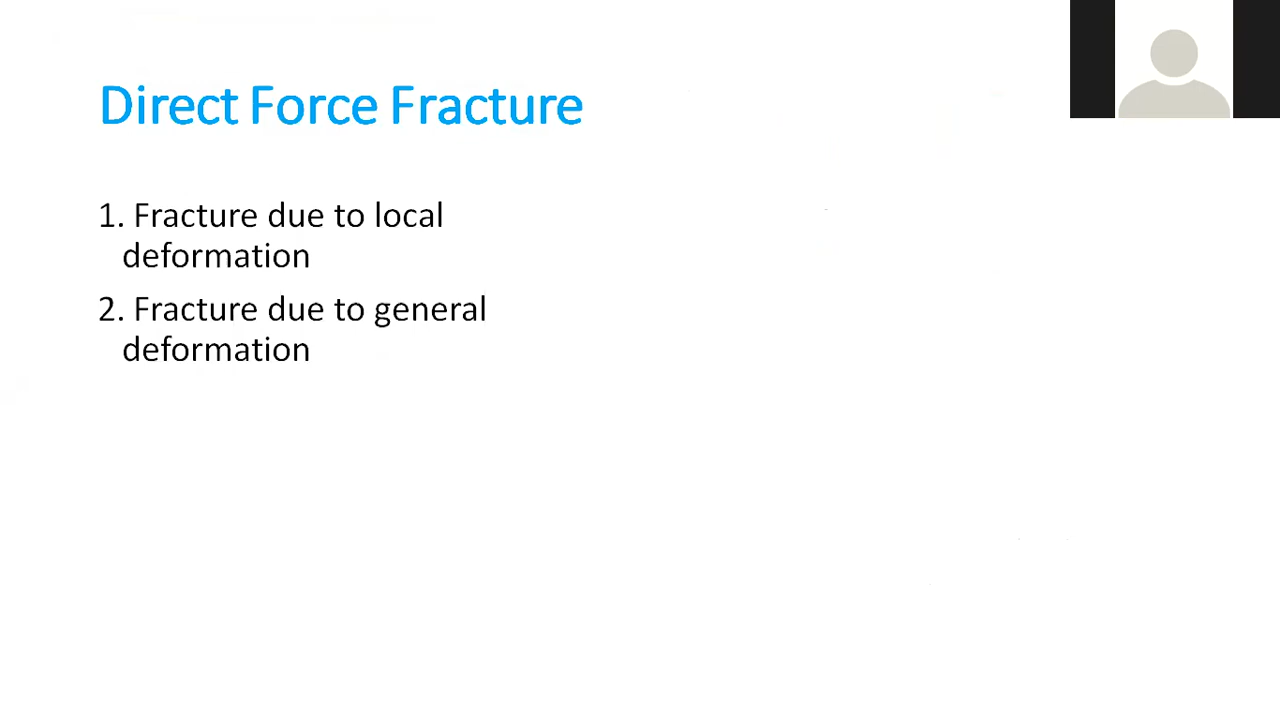 Direct Force Fracture
1. Fracture due to local
deformation
2. Fracture due to general
deformation